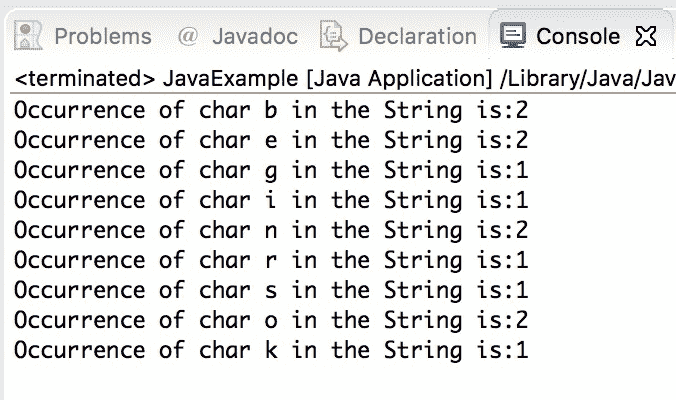 Problems @ Javadoc Declaration Console
<terminated> JavaExample [Java Application] /Library/Java/Jav
Occurrence of char b in the String is:2
Occurrence of char e in the String is:2
Occurrence of char g in the String is:1
Occurrence of char i in the String is:1
Occurrence of char n in the String is:2
Occurrence of char r in the String is:1
Occurrence of char s in the String is:1
Occurrence of char o in the String is:2
Occurrence of char k in the String is:1